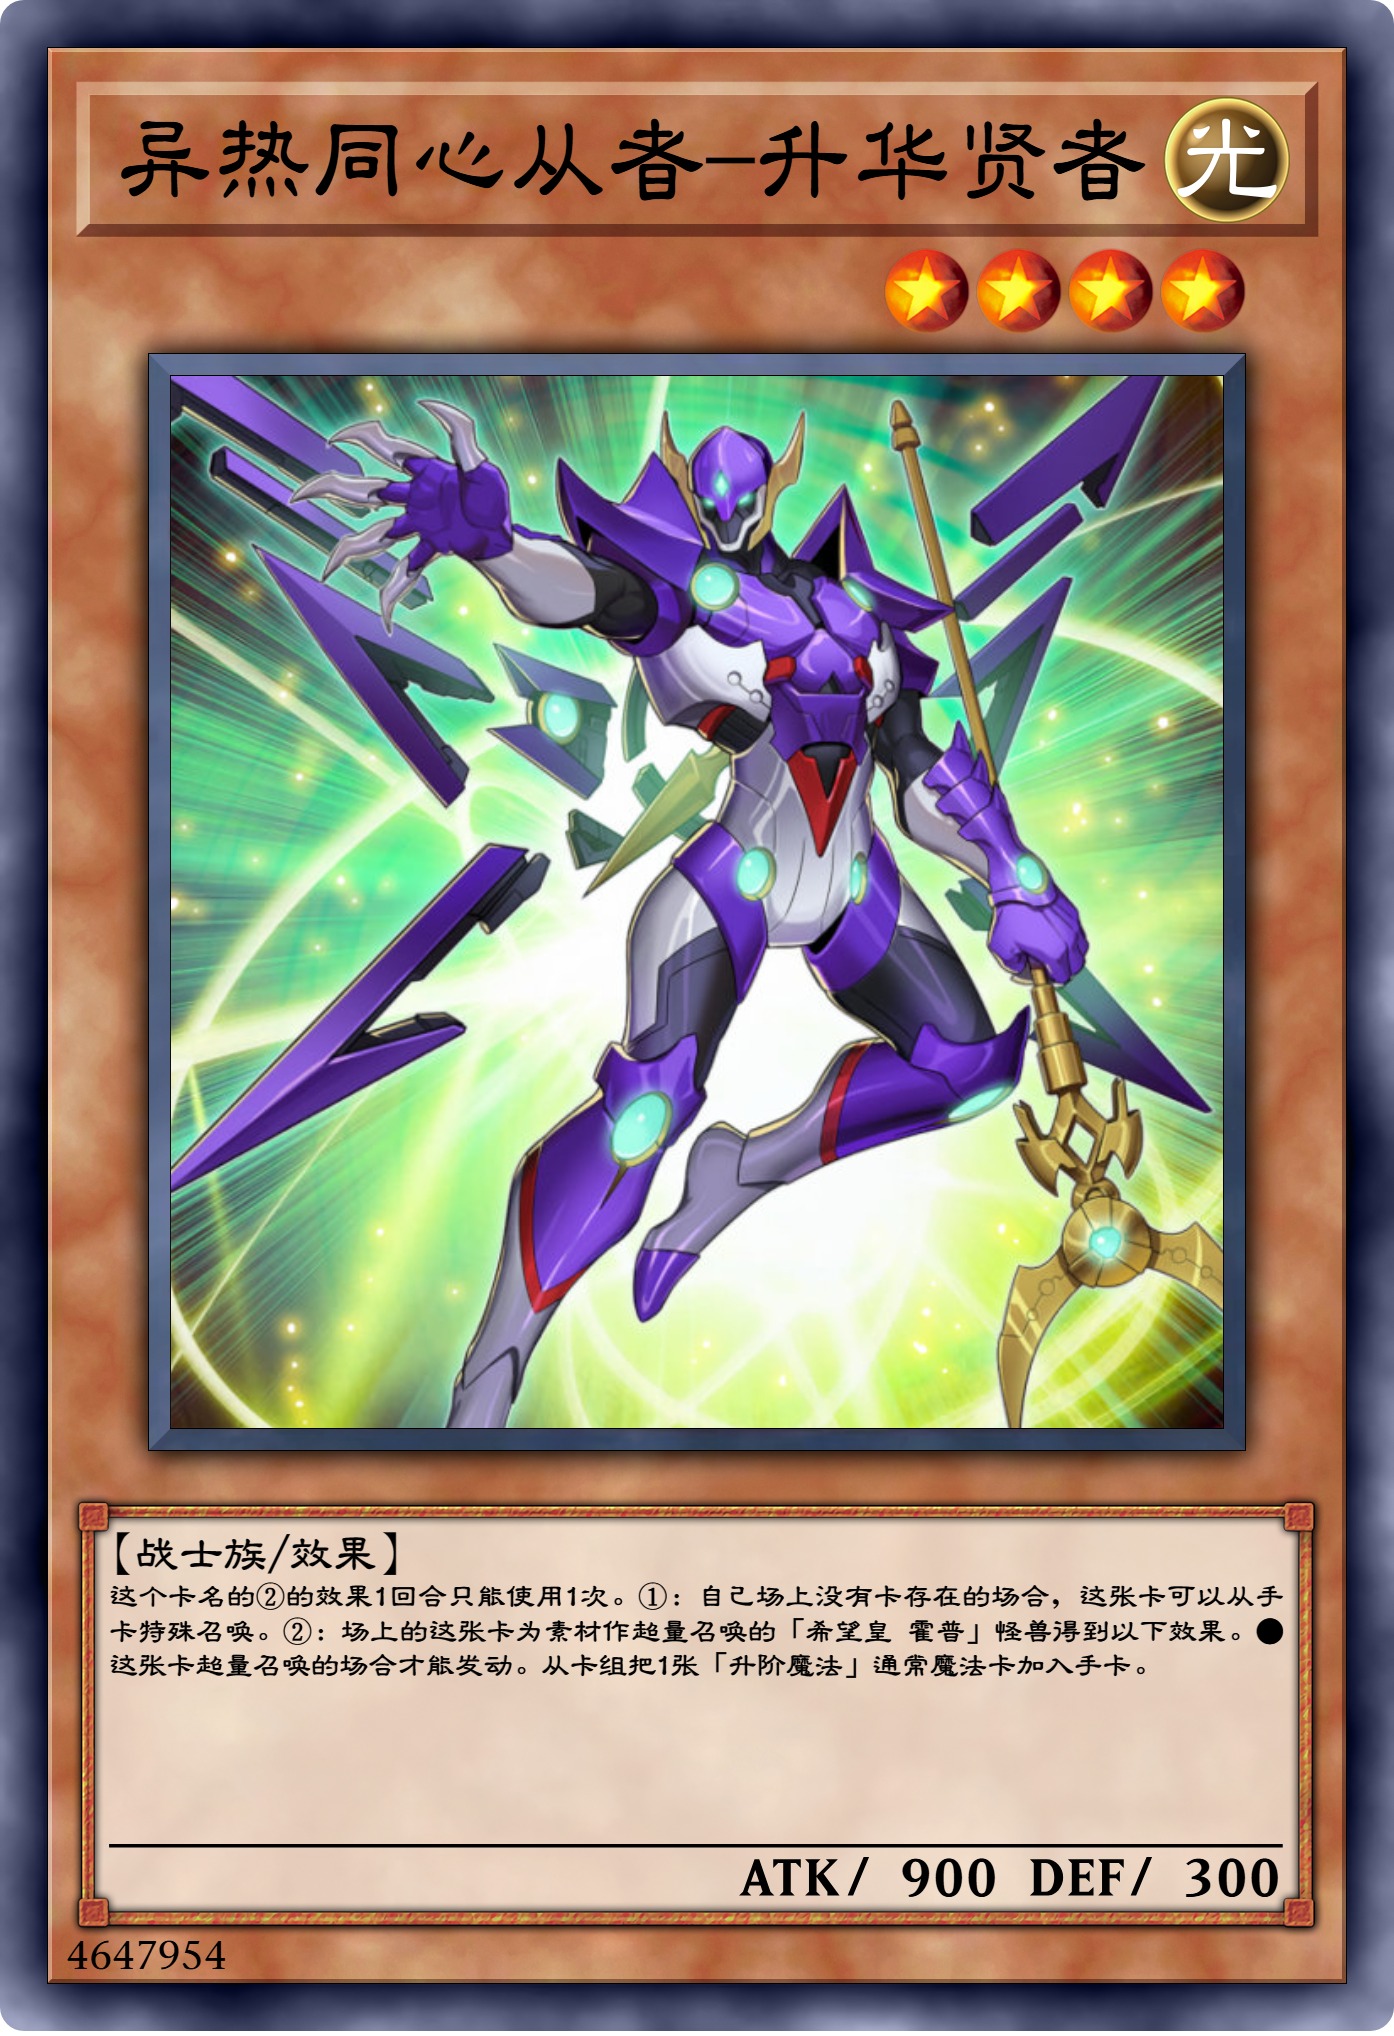 异热同心从者-升华贤者 光
【战士族/效果】
这个卡名的②的效果1回合只能使用1次。①：自己场上没有卡存在的场合，这张卡可以从手
卡特殊召唤。②：场上的这张卡为素材作超量召唤的「希望皇 霍普」怪兽得到以下效果。●
这张卡超量召唤的场合才能发动。从卡组把1张「升阶魔法」通常魔法卡加入手卡。
ATK/ 900 DEF/ 300
4647954